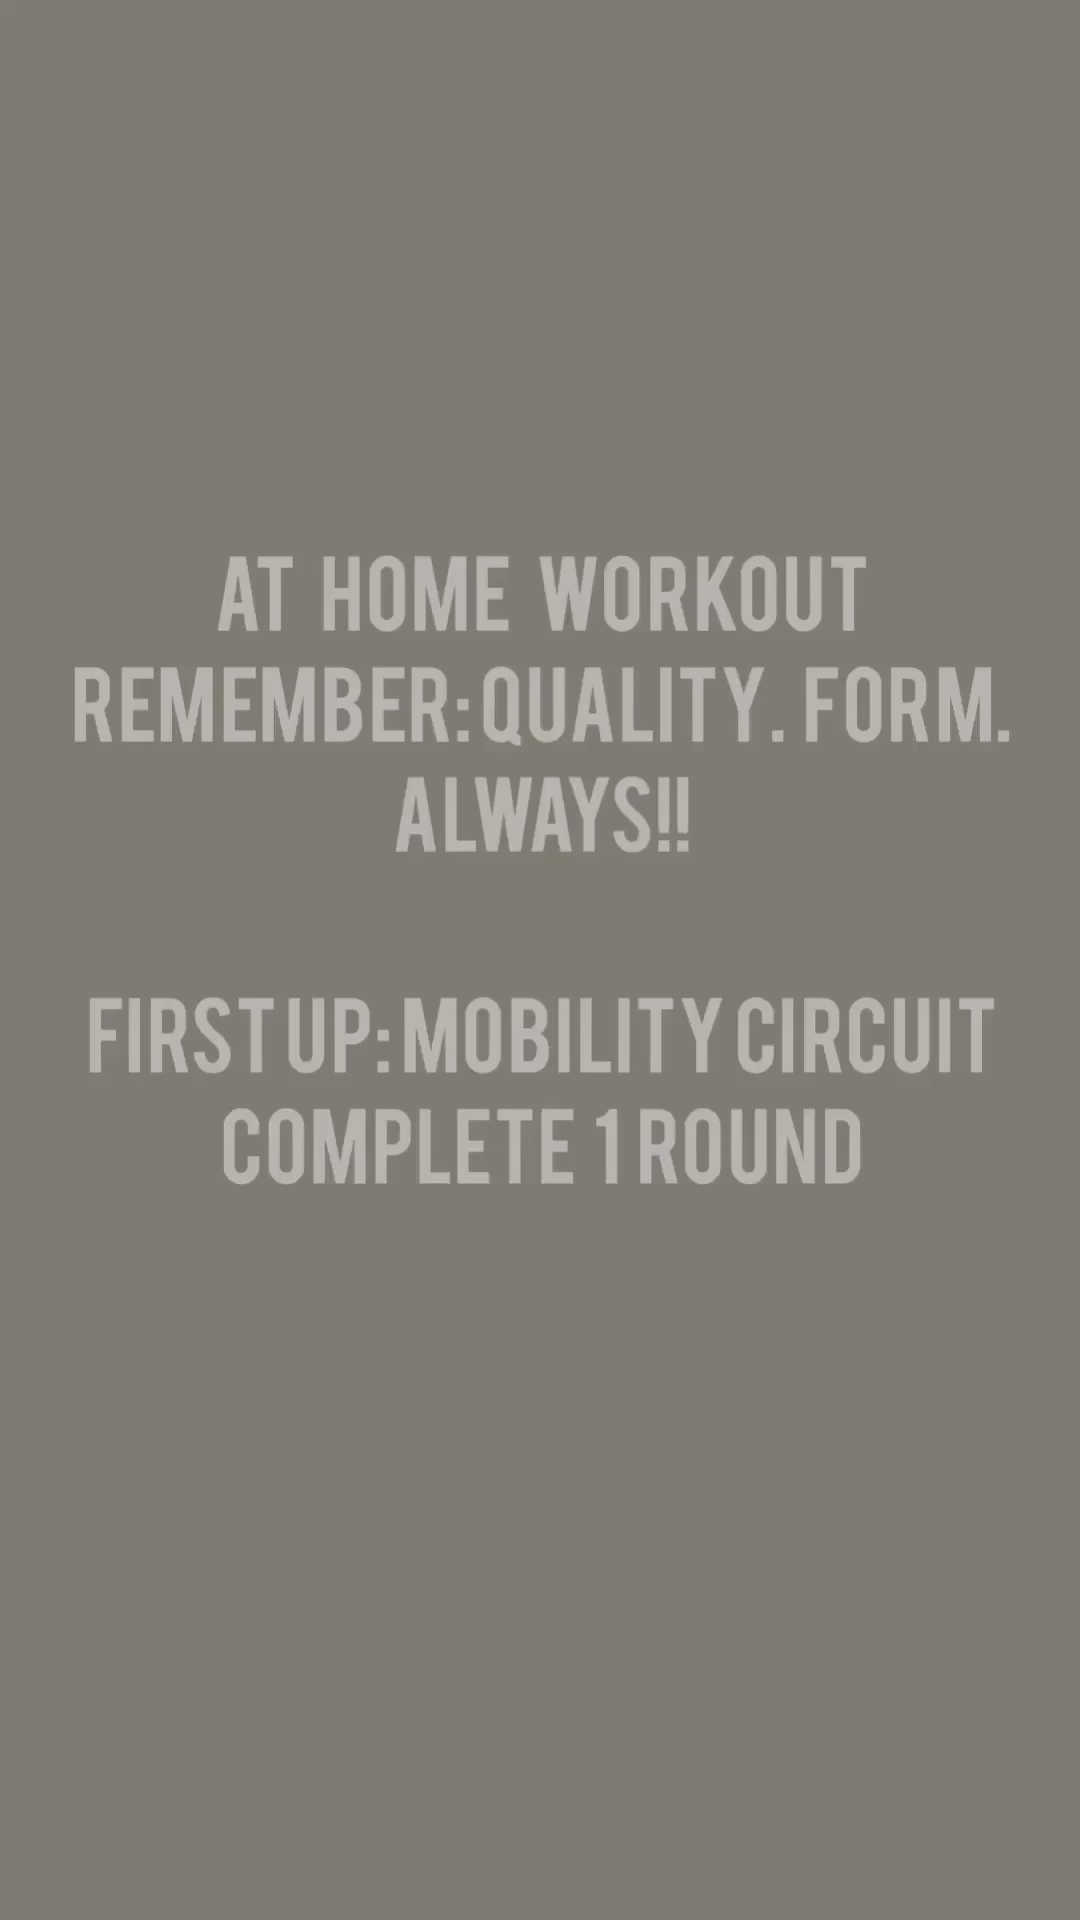 AT HOME WORKOUT
REMEMBER: QUALITY. FORM.
ALWAYS!!
FIRST UP: MOBILITY CIRCUIT
COMPLETE 1 ROUND